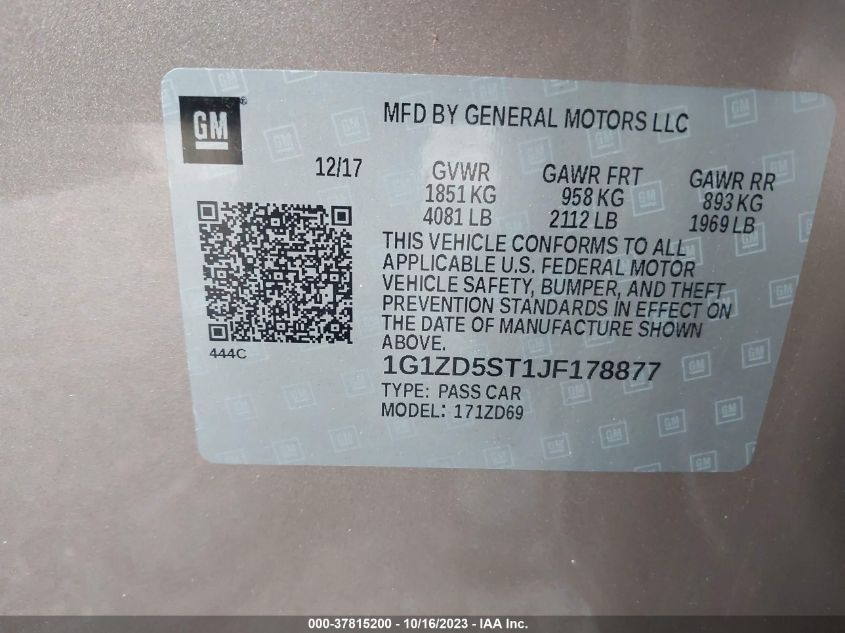 GM
MFD BY GENERAL MOTORS LLC
12/17
GVWR
1851 KG
4081 LB
GAWR FRT
958 KG
2112 LB
GAWR RR
893 KG
1969 LB
THIS VEHICLE CONFORMS TO ALL
APPLICABLE U.S. FEDERAL MOTOR
VEHICLE SAFETY, BUMPER, AND THEFT
PREVENTION STANDARDS IN EFFECT ON
THE DATE OF MANUFACTURE SHOWN
ABOVE.
444C
1G1ZD5ST1JF178877
TYPE: PASS CAR
MODEL: 171ZD69
000-37815200 - 10/16/2023 - IAA Inc.